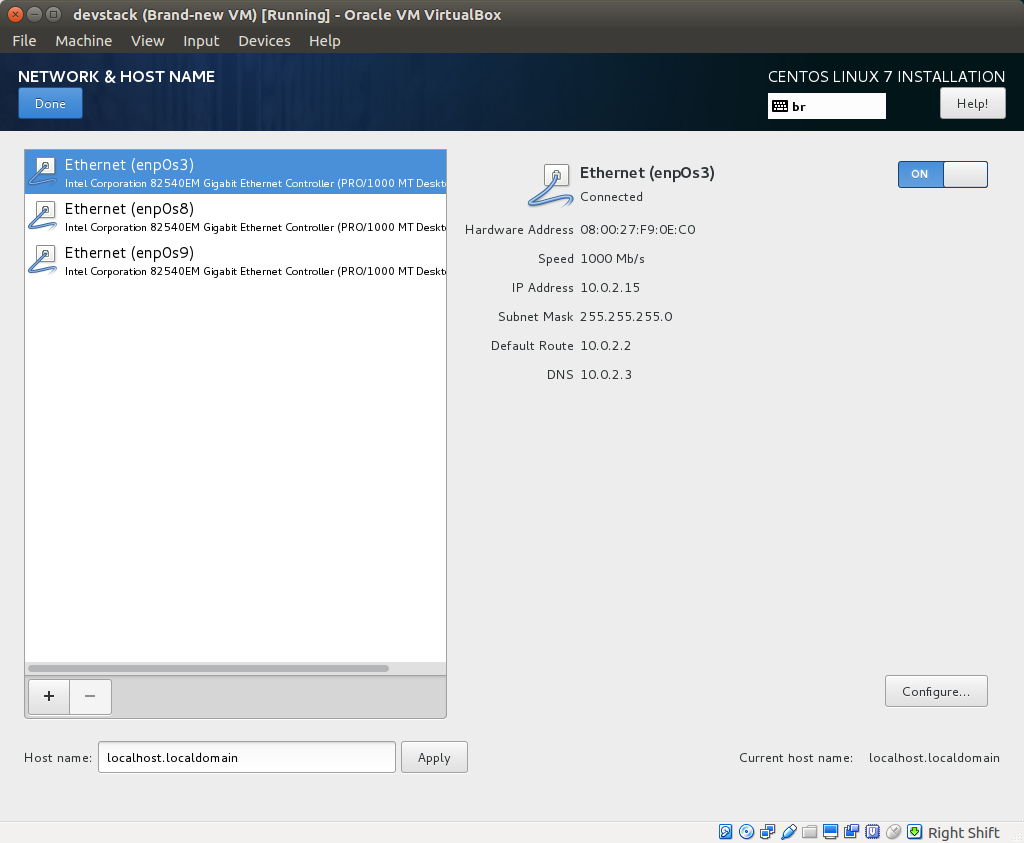 devstack (Brand-new VM) [Running] - Oracle VM VirtualBox
File Machine View Input Devices Help
NETWORK & HOST NAME
CENTOS LINUX 7 INSTALLATION
Done
br
Help!
Ethernet (enp0s3)
Intel Corporation 82540EM Gigabit Ethernet Controller (PRO/1000 MT Deskt
Ethernet (enp0s8)
Intel Corporation 82540EM Gigabit Ethernet Controller (PRO/1000 MT Deskt
Ethernet (enp0s9)
Intel Corporation 82540EM Gigabit Ethernet Controller (PRO/1000 MT Deskt
Ethernet (enp0s3)
Connected
ON
Hardware Address 08:00:27:F9:0E:C0
Speed 1000 Mb/s
IP Address 10.0.2.15
Subnet Mask 255.255.255.0
Default Route 10.0.2.2
DNS 10.0.2.3
+ −
Configure...
Host name: localhost.localdomain Apply
Current host name: localhost.localdomain
Right Shift